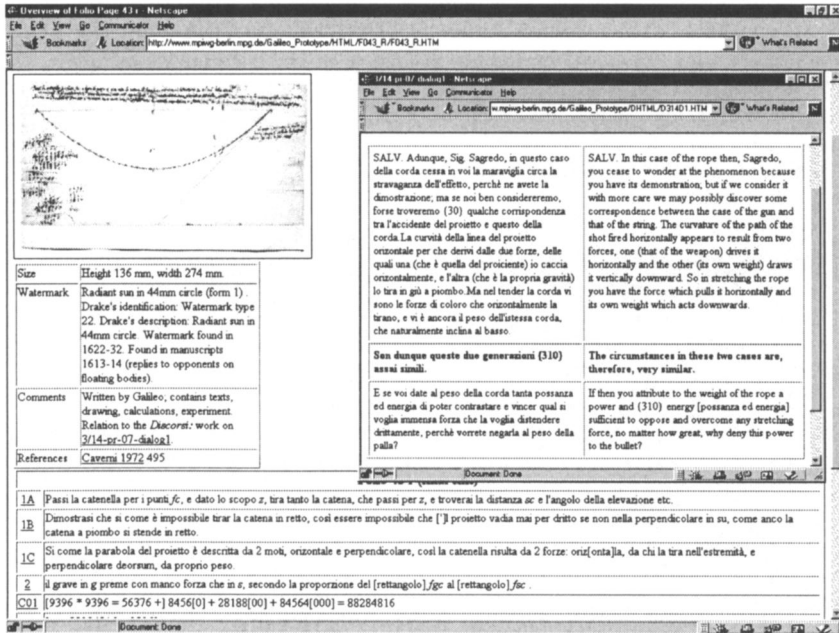 Overview of Folio Page 43 r - Netscape
File Edit View Go Communicator Help
Bookmarks Location: http://www.mpiwg-berlin.mpg.de/Galileo_Prototype/HTML/F043_R/F043_R.HTM What's Related
Size Height 136 mm, width 274 mm.
Watermark Radiant sun in 44mm circle (form 1) .
Drake's identification: Watermark type
22. Drake's description: Radiant sun in
44mm circle. Watermark found in
1622-32. Found in manuscripts
1613-14 (replies to opponents on
floating bodies).
Comments Written by Galileo; contains texts,
drawing, calculations, experiment.
Relation to the Discorsi: work on
3/14-pr-07-dialog1.
References Caverni 1972 495
3/14-pr-07-dialog1 - Netscape
File Edit View Go Communicator Help
Bookmarks Location: w.mpiwg-berlin.mpg.de/Galileo_Prototype/DHTML/D314D1.HTM What's Related
SALV. Adunque, Sig. Sagredo, in questo caso
della corda cessa in voi la maraviglia circa la
stravaganza dell'effetto, perchè ne avete la
dimostrazione; ma se noi ben considereremo,
forse troveremo (30) qualche corrispondenza
tra l'accidente del proietto e questo della
corda.La curvità della linea del proietto
orizontale per che derivi dalle due forze, delle
quali una (che è quella del proiciente) io caccia
orizontalmente, e l'altra (che è la propria gravità)
lo tira in giù a piombo.Ma nel tender la corda vi
sono le forze di coloro che orizontalmente la
tirano, e vi è ancora il peso dell'istessa corda,
che naturalmente inclina al basso.
SALV. In this case of the rope then, Sagredo,
you cease to wonder at the phenomenon because
you have its demonstration; but if we consider it
with more care we may possibly discover some
correspondence between the case of the gun and
that of the string. The curvature of the path of the
shot fired horizontally appears to result from two
forces, one (that of the weapon) drives it
horizontally and the other (its own weight) draws
it vertically downward. So in stretching the rope
you have the force which pulls it horizontally and
its own weight which acts downwards.
Son dunque queste due generazioni (310)
assai simili.
The circumstances in these two cases are,
therefore, very similar.
E se voi date al peso della corda tanta possanza
ed energia di poter contrastare e vincer qual si
voglia immensa forza che la voglia distendere
drittamente, perchè vorrete negarla al peso della
palla?
If then you attribute to the weight of the rope a
power and (310) energy [possanza ed energia]
sufficient to oppose and overcome any stretching
force, no matter how great, why deny this power
to the bullet?
Document: Done
1A Passi la catenella per i punti fc, e dato lo scopo z, tira tanto la catena, che passi per z, e troverai la distanza sc e l'angolo della elevazione etc.
1B Dimostrasi che si come è impossibile tirar la catena in retto, così essere impossibile che [']l proietto vadia mai per dritto se non nella perpendicolare in su, come anco la
catena a piombo si stende in retto.
1C Si come la parabola del proietto è descritta da 2 moti, orizontale e perpendicolare, così la catenella risulta da 2 forze: oriz[onta]la, da chi la tira nell'estremità, e
perpendicolare deorsum, da proprio peso.
2 il grave in g preme con manco forza che in s, secondo la proporzione del [rettangolo] fgc al [rettangolo] fsc .
C01 [9396 * 9396 = 56376 +] 8456[0] + 28188[00] + 84564[000] = 88284816
Document: Done